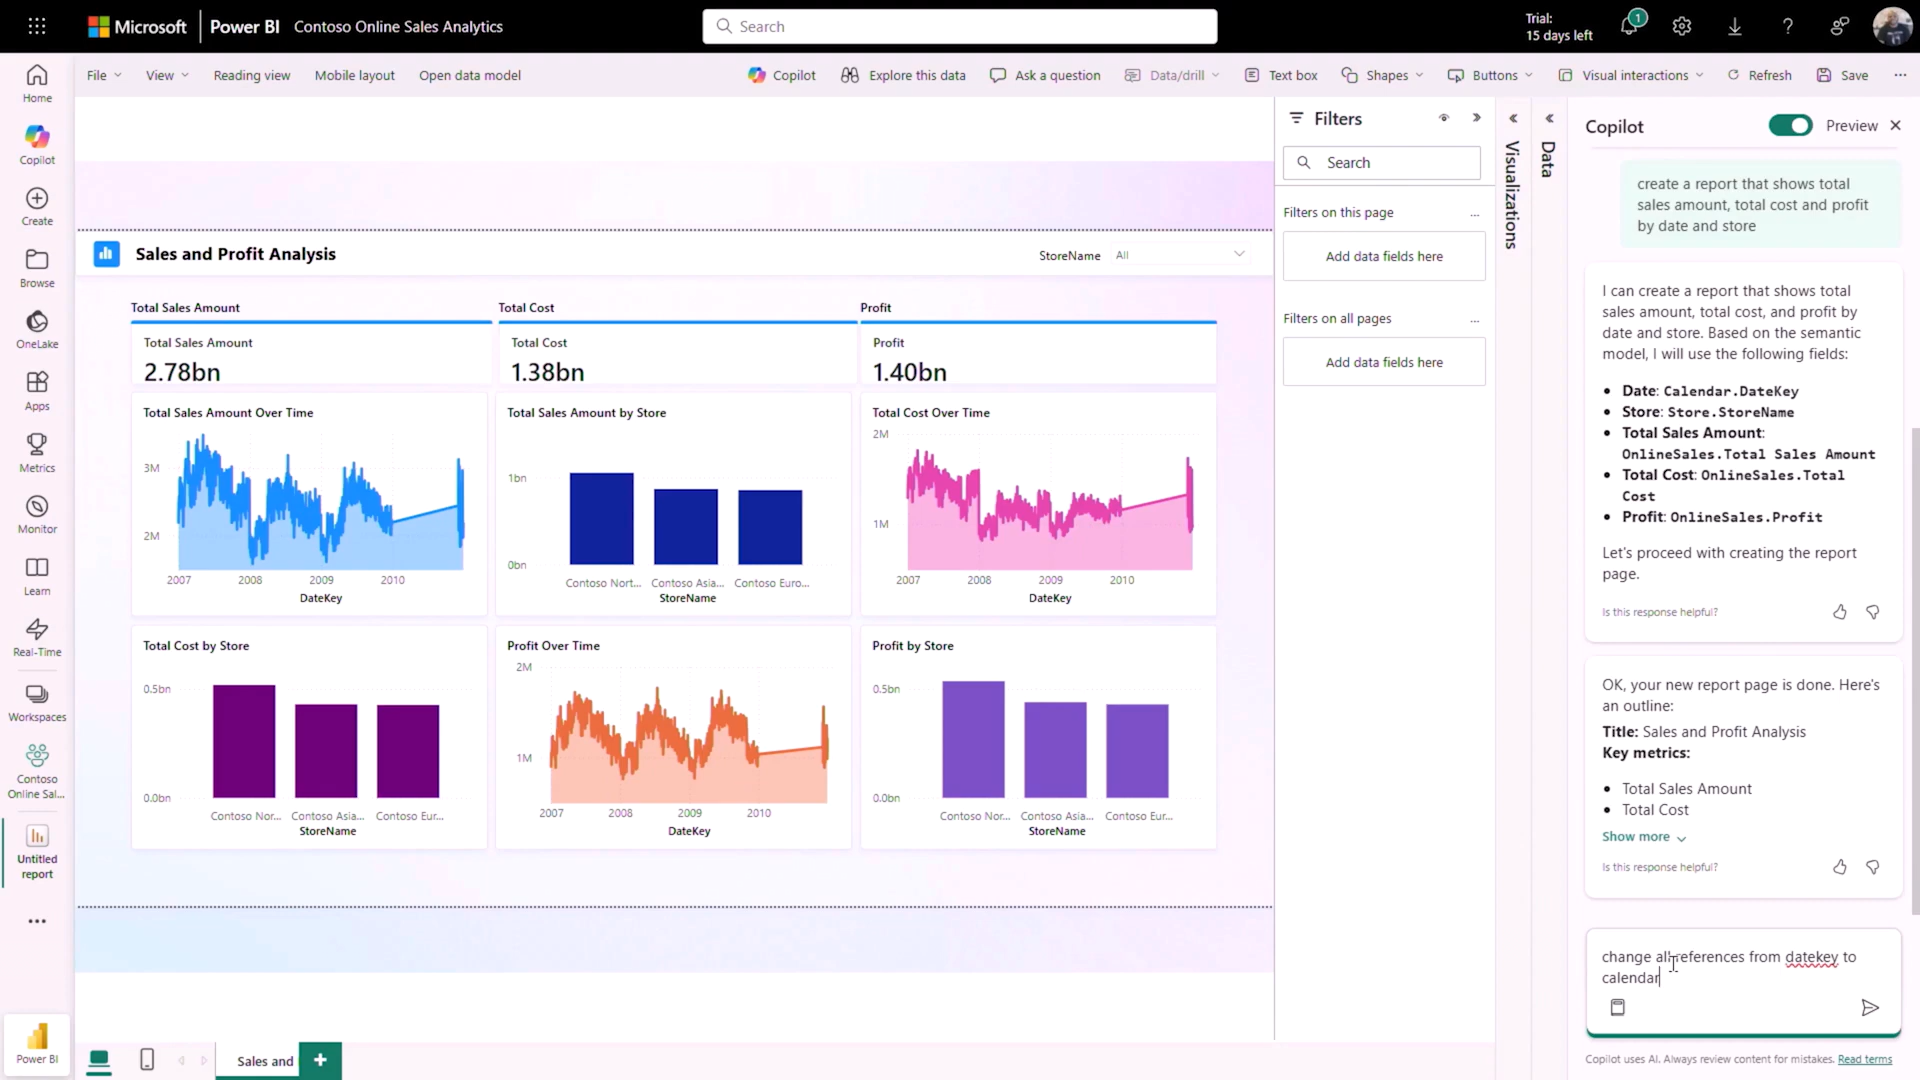 Microsoft
Power BI
Contoso Online Sales Analytics
Search
Trial:
15 days left
1
File
View
Reading view
Mobile layout
Open data model
Copilot
Explore this data
Ask a question
Data/drill
Text box
Shapes
Buttons
Visual interactions
Refresh
Save
Home
Copilot
Create
Browse
OneLake
Apps
Metrics
Monitor
Learn
Real-Time
Workspaces
Contoso
Online Sal...
Untitled
report
Power BI
Sales and Profit Analysis
StoreName
All
Total Sales Amount
Total Cost
Profit
Total Sales Amount
2.78bn
Total Cost
1.38bn
Profit
1.40bn
Total Sales Amount Over Time
3M
2M
2007
2008
2009
2010
DateKey
Total Sales Amount by Store
1bn
0bn
Contoso Nort...
Contoso Asia...
Contoso Euro...
StoreName
Total Cost Over Time
2M
1M
2007
2008
2009
2010
DateKey
Total Cost by Store
0.5bn
0.0bn
Contoso Nor...
Contoso Asia...
Contoso Eur...
StoreName
Profit Over Time
2M
1M
2007
2008
2009
2010
DateKey
Profit by Store
0.5bn
0.0bn
Contoso Nor...
Contoso Asia...
Contoso Eur...
StoreName
Sales and
Filters
Search
Filters on this page
...
Add data fields here
Filters on all pages
...
Add data fields here
Visualizations
Data
Copilot
Preview
create a report that shows total
sales amount, total cost and profit
by date and store
I can create a report that shows total
sales amount, total cost, and profit by
date and store. Based on the semantic
model, I will use the following fields:
• Date: Calendar.DateKey
• Store: Store.StoreName
• Total Sales Amount:
OnlineSales.Total Sales Amount
• Total Cost: OnlineSales.Total
Cost
• Profit: OnlineSales.Profit
Let's proceed with creating the report
page.
Is this response helpful?
OK, your new report page is done. Here's
an outline:
Title: Sales and Profit Analysis
Key metrics:
• Total Sales Amount
• Total Cost
Show more
Is this response helpful?
change all references from datekey to
calendar
Copilot uses AI. Always review content for mistakes. Read terms